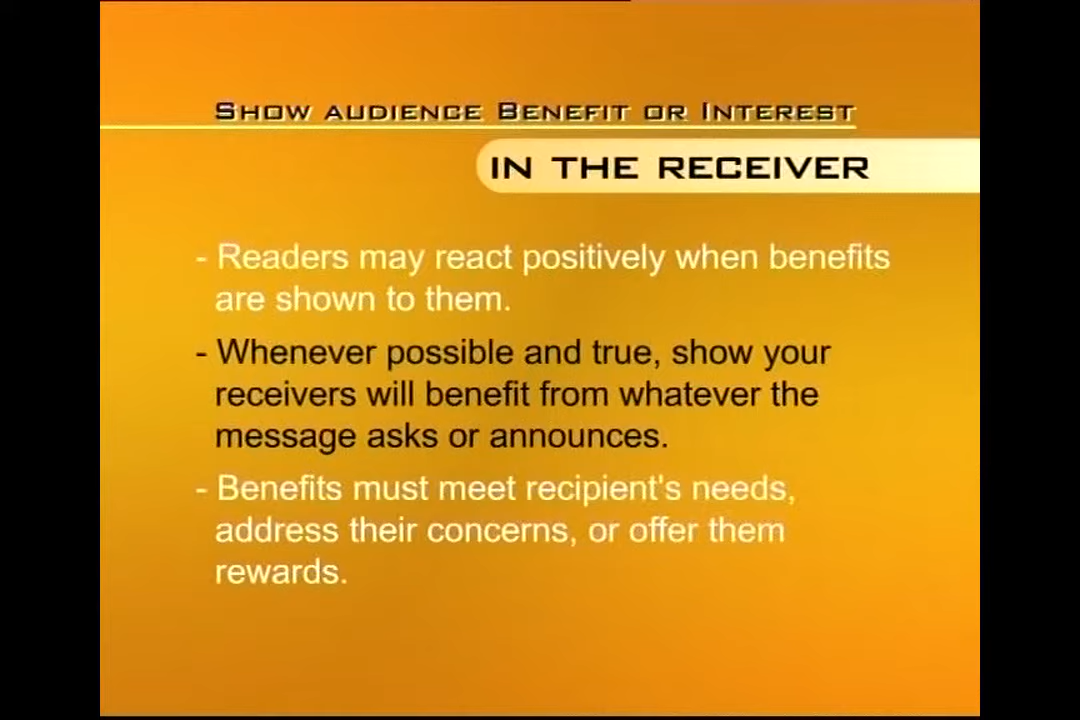 Show audience Benefit or Interest
IN THE RECEIVER
- Readers may react positively when benefits
are shown to them.
- Whenever possible and true, show your
receivers will benefit from whatever the
message asks or announces.
- Benefits must meet recipient's needs,
address their concerns, or offer them
rewards.